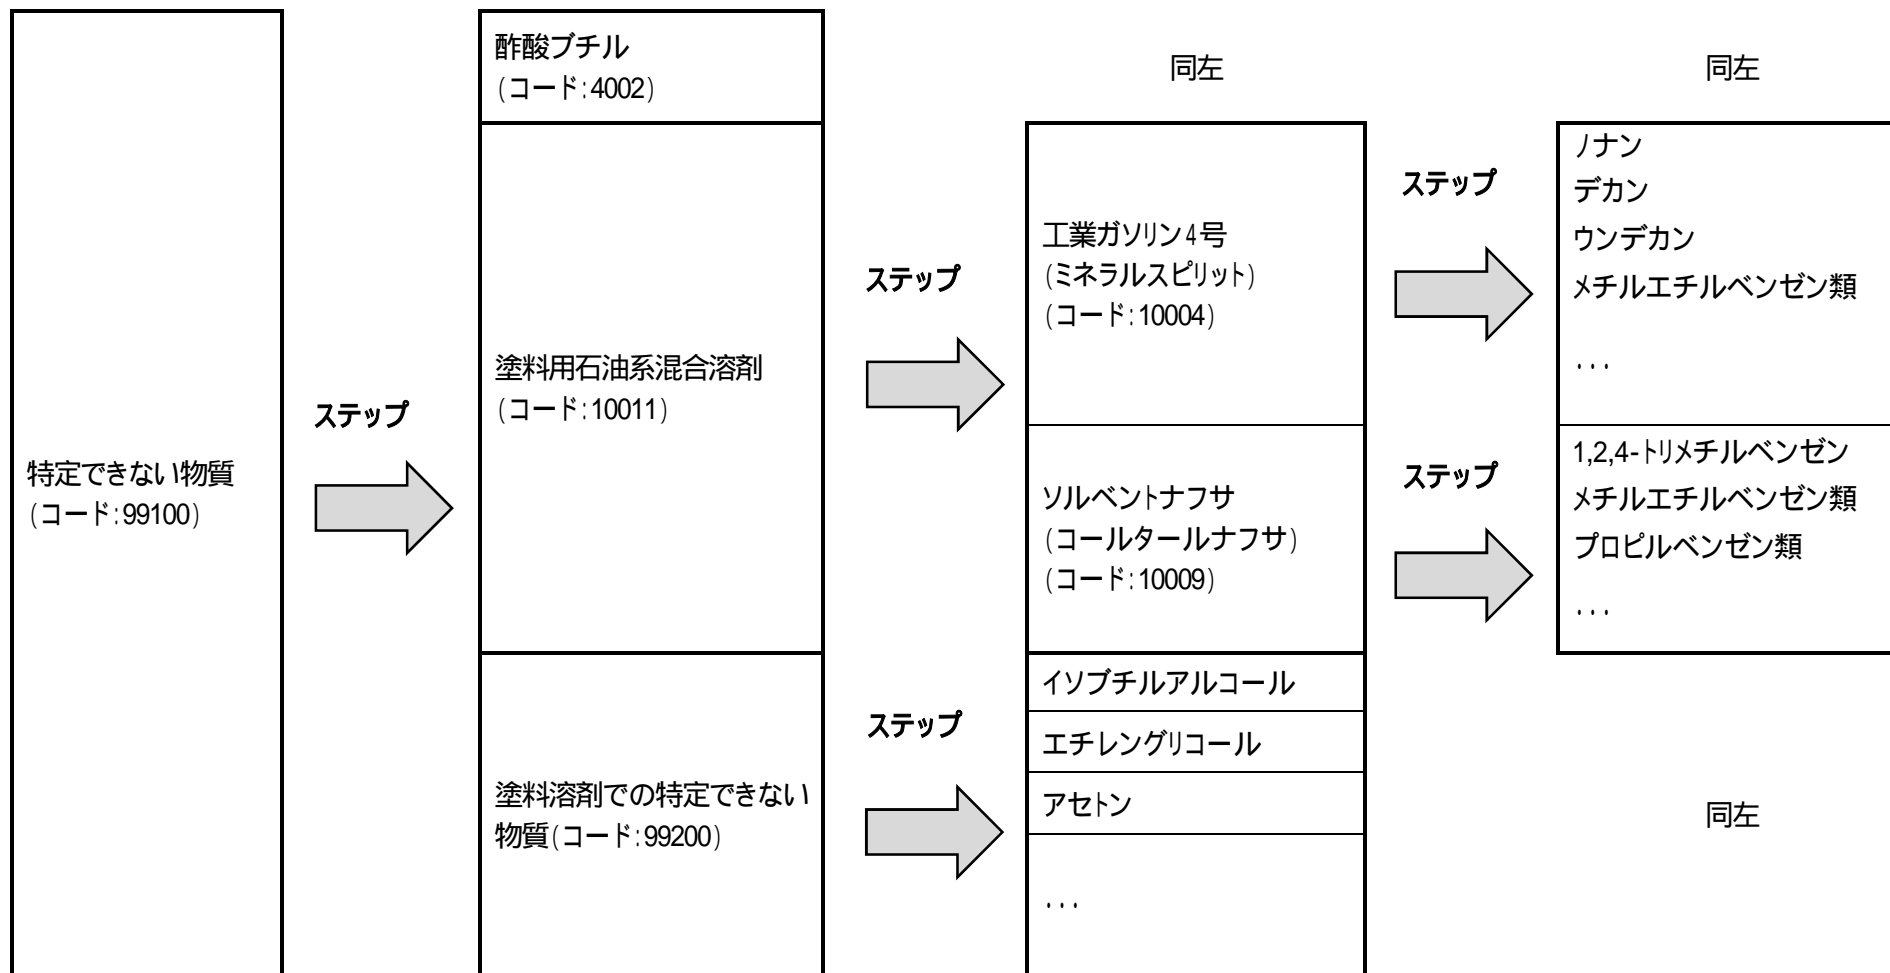 特定できない物質
(コード:99100)
ステップ
酢酸ブチル
(コード:4002)
塗料用石油系混合溶剤
(コード:10011)
塗料溶剤での特定できない
物質(コード:99200)
ステップ
ステップ
同左
工業ガソリン4号
(ミネラルスピリット)
(コード:10004)
ソルベントナフサ
(コールタールナフサ)
(コード:10009)
イソブチルアルコール
エチレングリコール
アセトン
...
ステップ
ステップ
同左
ノナン
デカン
ウンデカン
メチルエチルベンゼン類
...
1,2,4-トリメチルベンゼン
メチルエチルベンゼン類
プロピルベンゼン類
...
同左